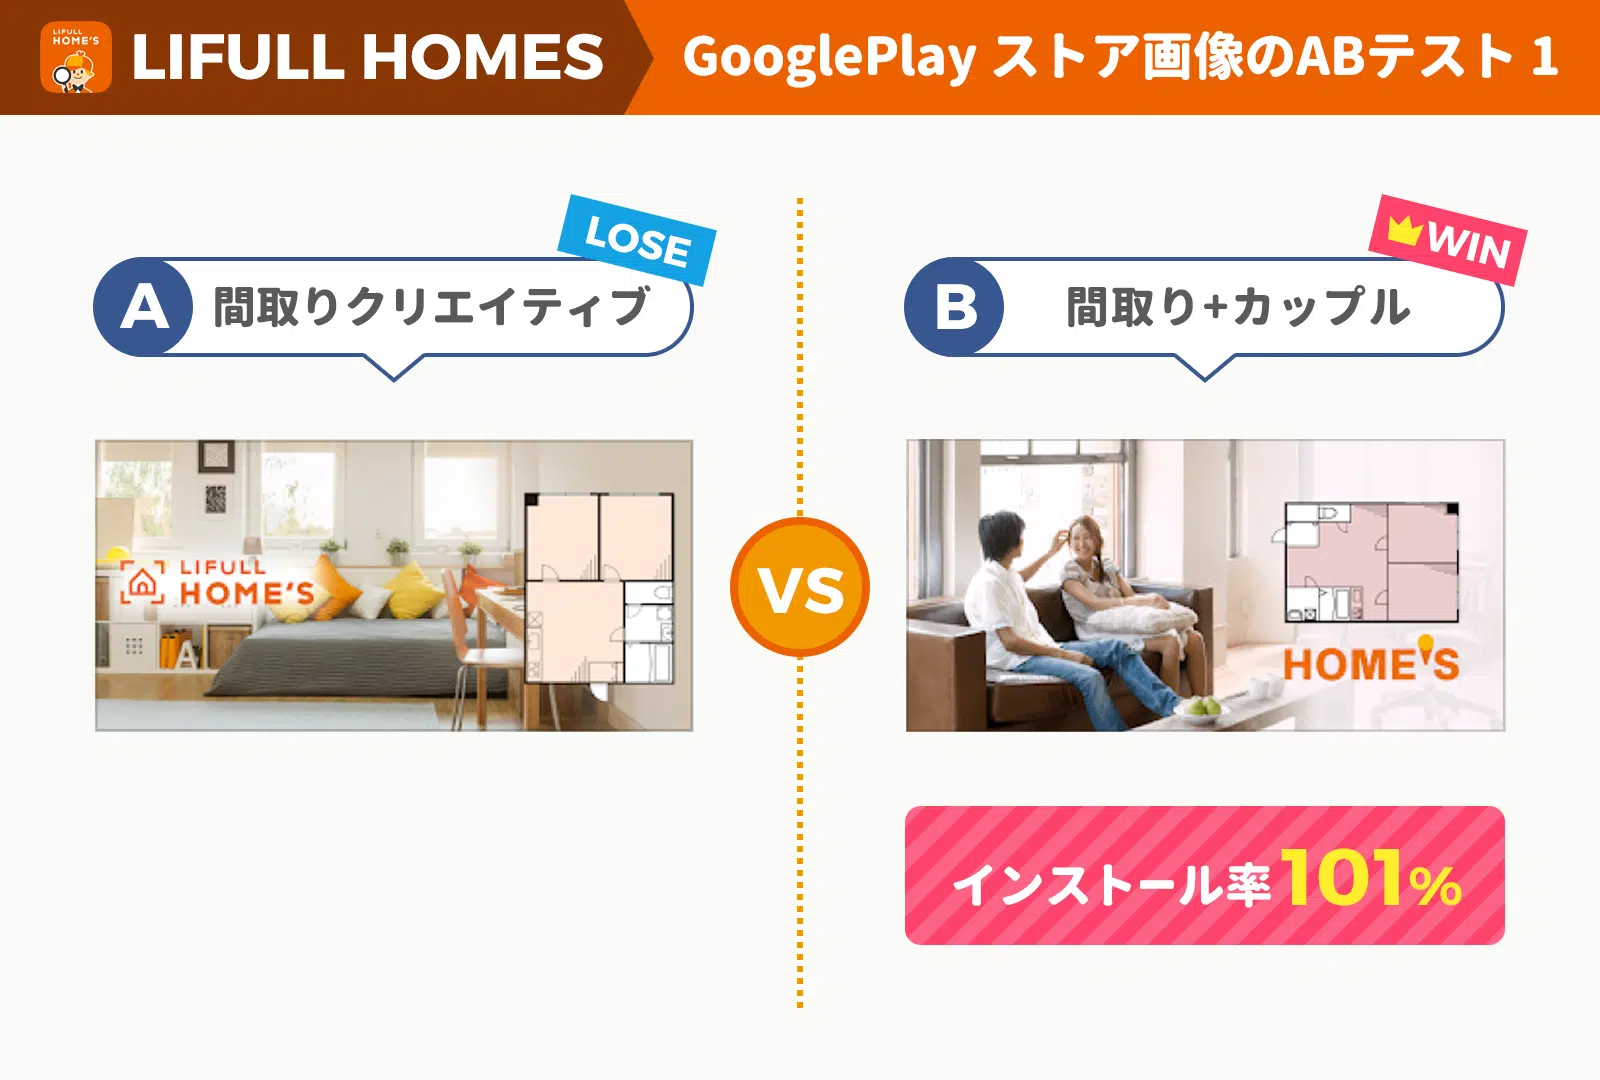 LIFULL
HOME'S
LIFULL HOMES
GooglePlay ストア画像のABテスト 1
LOSE
A 間取りクリエイティブ
WIN
B 間取り+カップル
LIFULL
HOME'S
A
VS
HOME'S
インストール率101%